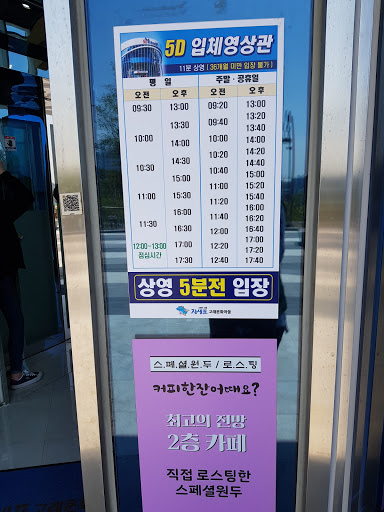 5D 입체영상관
11분 상영 ( 36개월 미만 입장 불가 )
평 일 주말 · 공휴일
오 전 오 후 오 전 오 후
09:30 13:00 09:20 13:00
13:30 09:40 13:20
13:40
10:00 14:00 10:00 14:00
14:30 10:20 14:20
14:40
10:30 15:00 10:40 15:00
11:00 15:20
11:00 15:30 11:20 15:40
16:00 11:40 16:00
16:20
11:30 16:30 12:00 16:40
17:00
12:00~13:00 17:00 12:20 17:20
점심시간 17:30 12:40 17:40
상영 5분전 입장
고래문화마을
스.페.셜.원.두 / 로.스.팅
커피한잔어때요?
최고의 전망
2층 카페
직접 로스팅한
스페셜원두